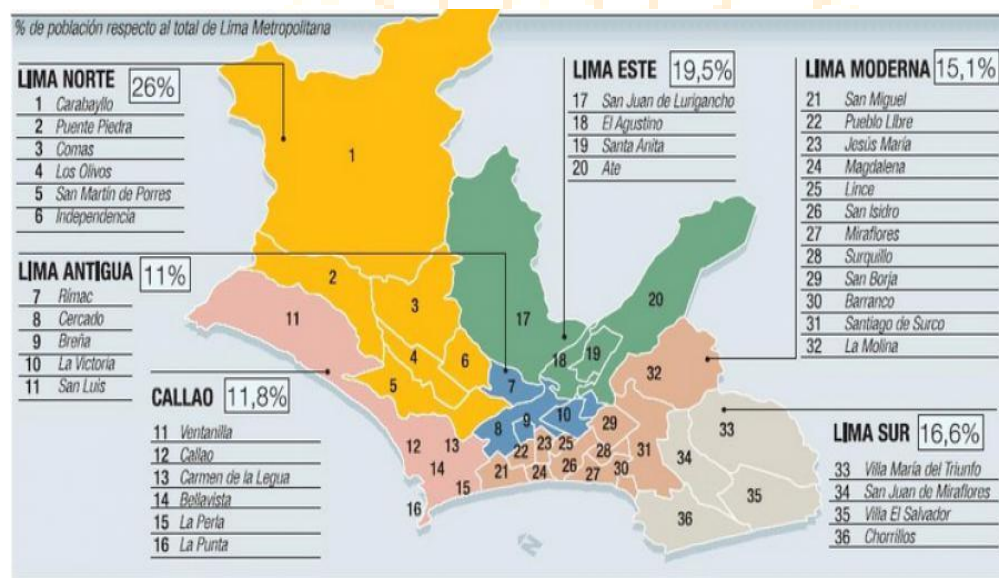 % de población respecto al total de Lima Metropolitana
LIMA NORTE 26%
1 Carabayllo
2 Puente Piedra
3 Comas
4 Los Olivos
5 San Martín de Porres
6 Independencia
LIMA ANTÍGUA 11%
7 Rímac
8 Cercado
9 Breña
10 La Victoria
11 San Luis
CALLAO 11,8%
11 Ventanilla
12 Callao
13 Carmen de la Legua
14 Bellavista
15 La Perla
16 La Punta
LIMA ESTE 19,5%
17 San Juan de Lurigancho
18 El Agustino
19 Santa Anita
20 Ate
LIMA MODERNA 15,1%
21 San Miguel
22 Pueblo Libre
23 Jesús María
24 Magdalena
25 Lince
26 San Isidro
27 Miraflores
28 Surquillo
29 San Borja
30 Barranco
31 Santiago de Surco
32 La Molina
LIMA SUR 16,6%
33 Villa María del Triunfo
34 San Juan de Miraflores
35 Villa El Salvador
36 Chorrillos
1
2
3
11
17
20
4
6
18
19
5
7
32
8
9
10
29
33
12
13
22
23
25
28
31
34
14
21
24
26
27
30
15
35
16
36